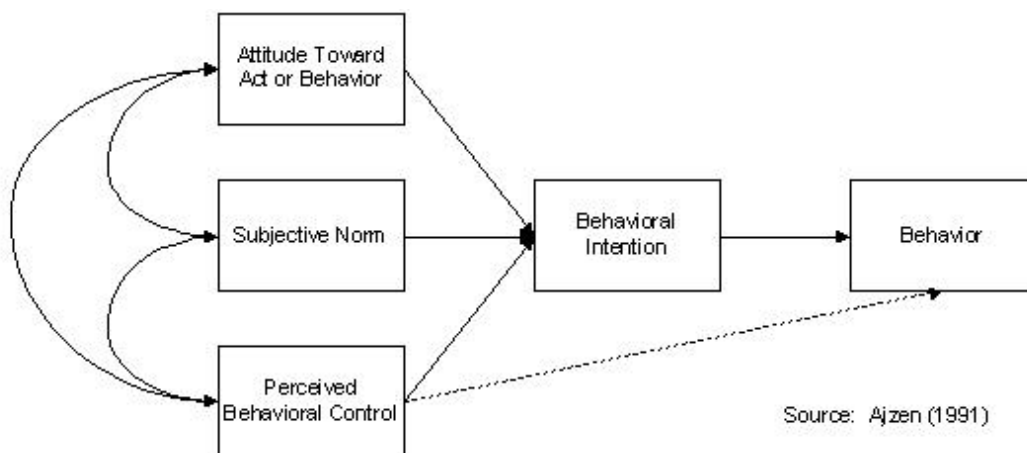 Attitude Toward
Act or Behavior
Subjective Norm
Behavioral
Intention
Behavior
Perceived
Behavioral Control
Source: Ajzen (1991)